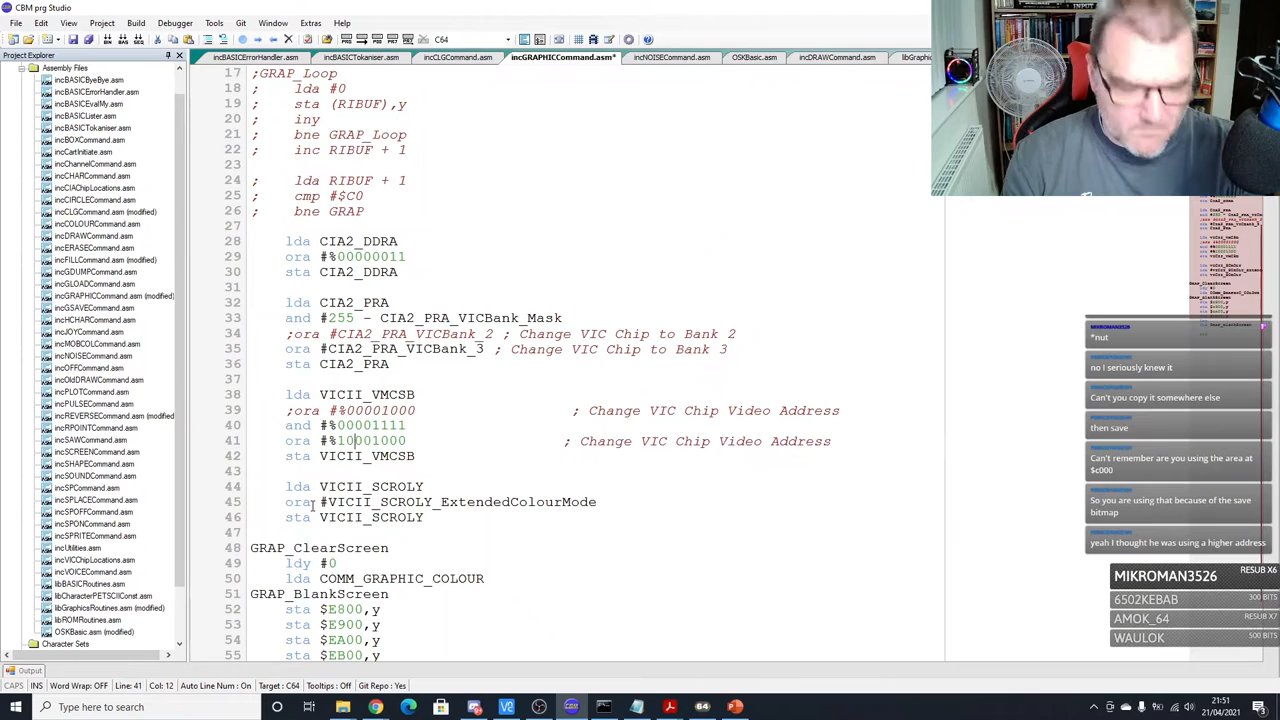 CBM prg Studio
File Edit View Project Build Debugger Tools Git Window Extras Help
C64
Project Explorer
incBASICErrorHandler.asm incBASICTokaniser.asm incCLGCommand.asm incGRAPHICCommand.asm* incNOISECommand.asm OSKBasic.asm incDRAWCommand.asm libGraphi
Assembly Files
incBASICByeBye.asm
incBASICErrorHandler.asm
incBASICEvalMy.asm
incBASICLister.asm
incBASICTokaniser.asm
incBOXCommand.asm
incCartInitiate.asm
incChannelCommand.asm
incCHARCommand.asm
incCIAChipLocations.asm
incCIRCLECommand.asm
incCLGCommand.asm (modified)
incCOLOURCommand.asm
incDRAWCommand.asm
incERASECommand.asm
incFILLCommand.asm (modified)
incGDUMPCommand.asm
incGLOADCommand.asm
incGRAPHICCommand.asm (modified)
incGSAVECommand.asm
incHCHARCommand.asm
incJOYCommand.asm
incMOBCOLCommand.asm
incNOISECommand.asm
incOldDRAWCommand.asm
incPLOTCommand.asm
incPULSECommand.asm
incREVERSECommand.asm (modified)
incSAWCommand.asm
incSCREENCommand.asm
incSHAPECommand.asm
incSOUNDCommand.asm
incSPLACECommand.asm
incSPOFFCommand.asm
incSPONCommand.asm
incSPRITECommand.asm
incUtilities.asm
incVICChipLocations.asm
incVOICECommand.asm
libBASICRoutines.asm
libCharacterPETSCIIConst.asm
libGraphicsRoutines.asm (modified)
libROMRoutines.asm
OSKBasic.asm (modified)
Character Sets
17 ;GRAP_Loop
18 ; lda #0
19 ; sta (RIBUF),y
20 ; iny
21 ; bne GRAP_Loop
22 ; inc RIBUF + 1
23
24 ; lda RIBUF + 1
25 ; cmp #$C0
26 ; bne GRAP
27
28 lda CIA2_DDRA
29 ora #%00000011
30 sta CIA2_DDRA
31
32 lda CIA2_PRA
33 and #255 - CIA2_PRA_VICBank_Mask
34 ;ora #CIA2_PRA_VICBank_2 ; Change VIC Chip to Bank 2
35 ora #CIA2_PRA_VICBank_3 ; Change VIC Chip to Bank 3
36 sta CIA2_PRA
37
38 lda VICII_VMCSB
39 ;ora #%00001000 ; Change VIC Chip Video Address
40 and #%00001111
41 ora #%10001000 ; Change VIC Chip Video Address
42 sta VICII_VMCSB
43
44 lda VICII_SCROLY
45 ora #VICII_SCROLY_ExtendedColourMode
46 sta VICII_SCROLY
47
48 GRAP_ClearScreen
49 ldy #0
50 lda COMM_GRAPHIC_COLOUR
51 GRAP_BlankScreen
52 sta $E800,y
53 sta $E900,y
54 sta $EA00,y
55 sta $EB00,y
MIKROMAN3526
*nut
no I seriously knew it
Can't you copy it somewhere else
then save
Can't remember are you using the area at
$c000
So you are using that because of the save
bitmap
yeah I thought he was using a higher address
MIKROMAN3526 RESUB X6
6502KEBAB 300 BITS
AMOK_64 RESUB X7
WAULOK 500 BITS
Output
CAPS INS Word Wrap: OFF Line: 41 Col: 12 Auto Line Num : On Target: C64 Tooltips : Off Git Repo : Yes
Type here to search
21:51
21/04/2021